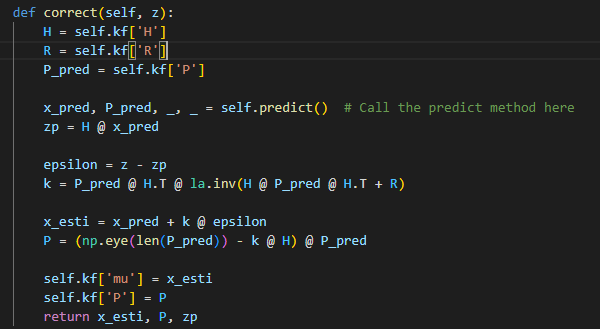 def correct(self, z):
    H = self.kf['H']
    R = self.kf['R']
    P_pred = self.kf['P']
    x_pred, P_pred, _, _ = self.predict()  # Call the predict method here
    zp = H @ x_pred
    epsilon = z - zp
    k = P_pred @ H.T @ la.inv(H @ P_pred @ H.T + R)
    x_esti = x_pred + k @ epsilon
    P = (np.eye(len(P_pred)) - k @ H) @ P_pred
    self.kf['mu'] = x_esti
    self.kf['P'] = P
    return x_esti, P, zp